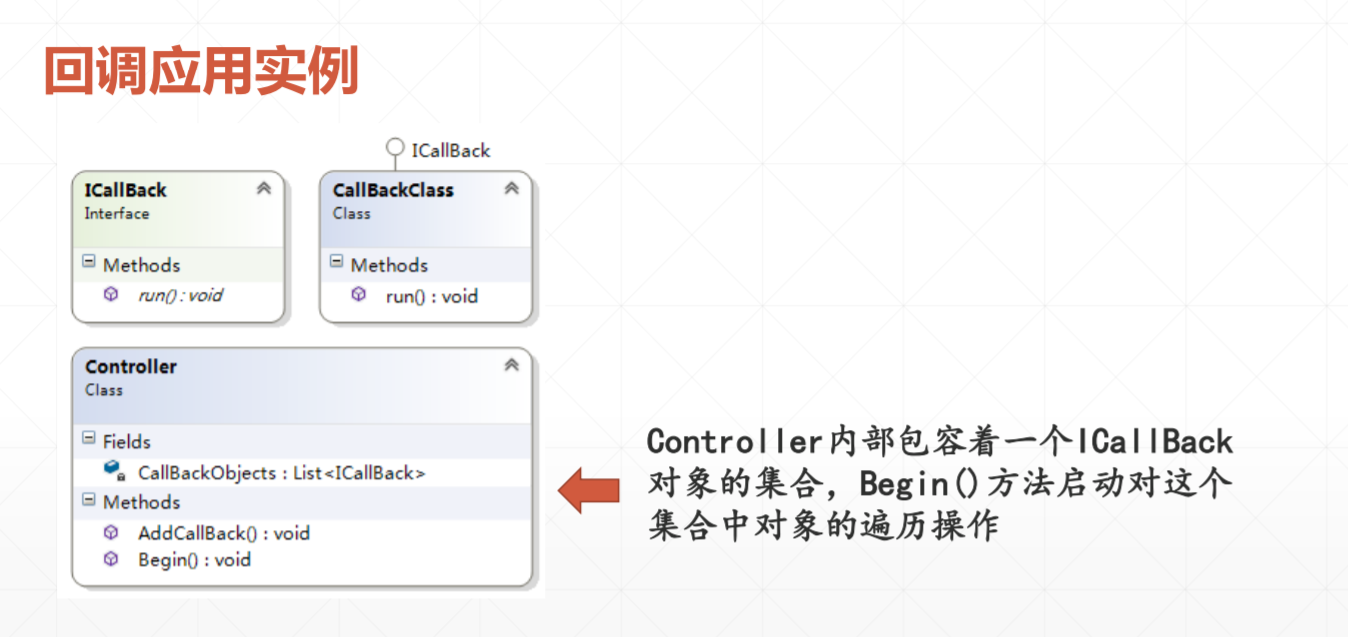 回调应用实例
ICallBack
ICallBack
Interface
Methods
run() : void
CallBackClass
Class
Methods
run() : void
Controller
Class
Fields
CallBackObjects : List<ICallBack>
Methods
AddCallBack() : void
Begin() : void
Controller内部包容着一个ICallBack
对象的集合，Begin()方法启动对这个
集合中对象的遍历操作